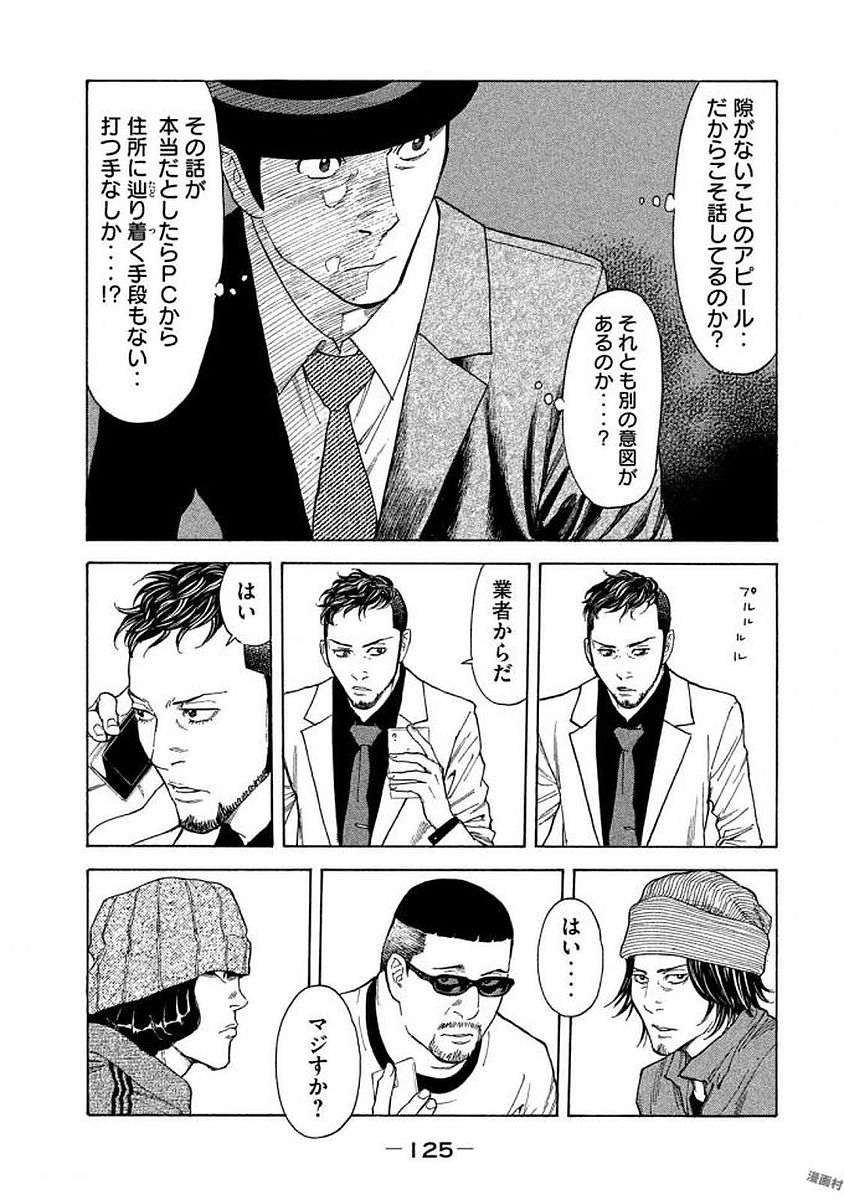 隙がないことのアピール‥
だからこそ話してるのか？
それとも別の意図が
あるのか‥‥？
その話が
本当だとしたらＰＣから
住所に辿り着く手段もない‥
打つ手なしか‥‥!?
プルルルル
業者からだ
はい
はい‥‥
マジすか？
—125—
漫画村